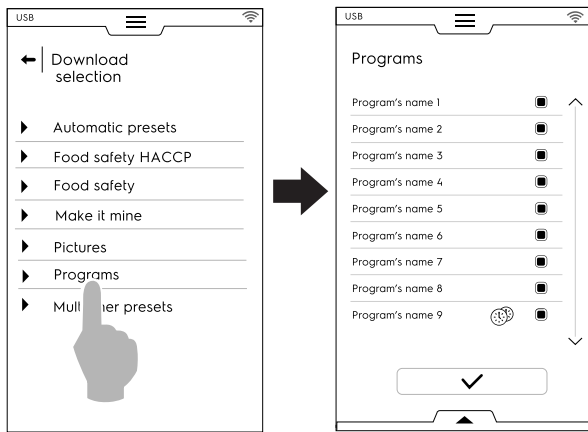 USB
Download
selection
Automatic presets
Food safety HACCP
Food safety
Make it mine
Pictures
Programs
presets
USB
Programs
Program's name 1
Program's name 2
Program's name 3
Program's name 4
Program's name 5
Program's name 6
Program's name 7
Program's name 8
Program's name 9